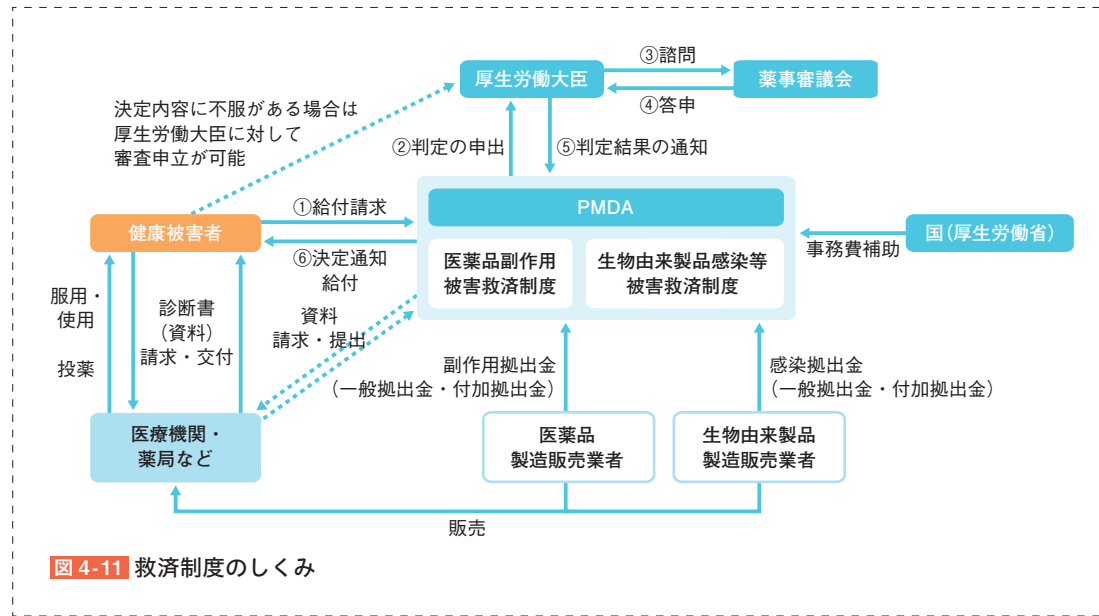 ③諮問
厚生労働大臣
薬事審議会
④答申
決定内容に不服がある場合は
厚生労働大臣に対して
審査申立が可能
②判定の申出
⑤判定結果の通知
①給付請求
PMDA
健康被害者
国(厚生労働省)
事務費補助
⑥決定通知
給付
医薬品副作用
被害救済制度
生物由来製品感染等
被害救済制度
服用・
使用
投薬
診断書
(資料)
請求・交付
資料
請求・提出
副作用拠出金
(一般拠出金・付加拠出金)
感染拠出金
(一般拠出金・付加拠出金)
医療機関・
薬局など
医薬品
製造販売業者
生物由来製品
製造販売業者
販売
図 4-11 救済制度のしくみ